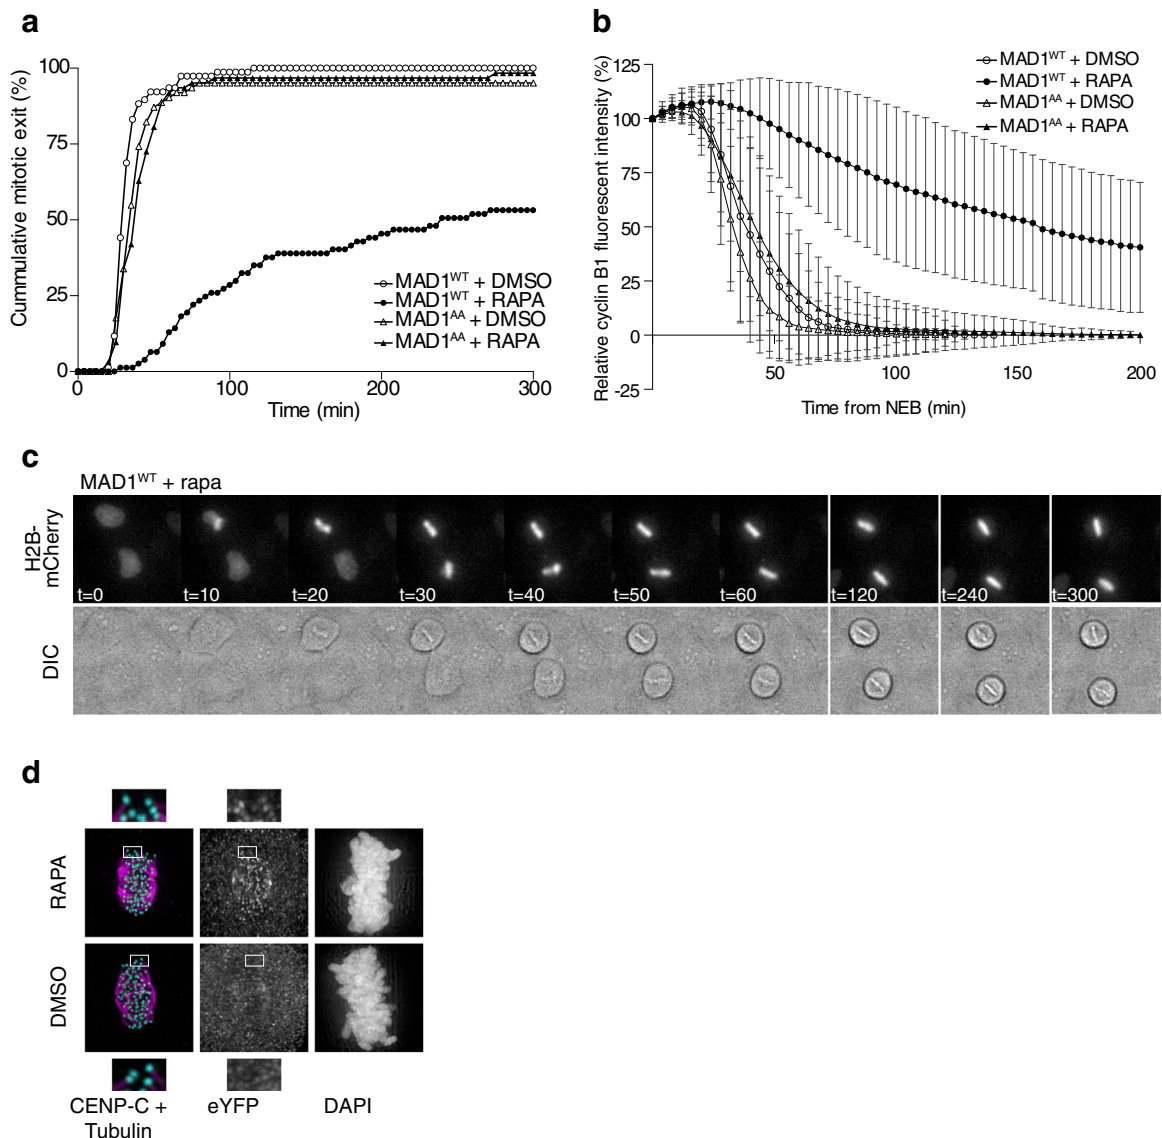 a
Cummulative mitotic exit (%)
100
75
50
25
0
0
100
200
300
Time (min)
MAD1WT + DMSO
MAD1WT + RAPA
MAD1AA + DMSO
MAD1AA + RAPA
b
Relative cyclin B1 fluorescent intensity (%)
125
100
75
50
25
0
-25
50
100
150
200
Time from NEB (min)
MAD1WT + DMSO
MAD1WT + RAPA
MAD1AA + DMSO
MAD1AA + RAPA
c
MAD1WT + rapa
H2B-
mCherry
t=0 t=10 t=20 t=30 t=40 t=50 t=60 t=120 t=240 t=300
DIC
d
RAPA
DMSO
CENP-C +
Tubulin
eYFP
DAPI